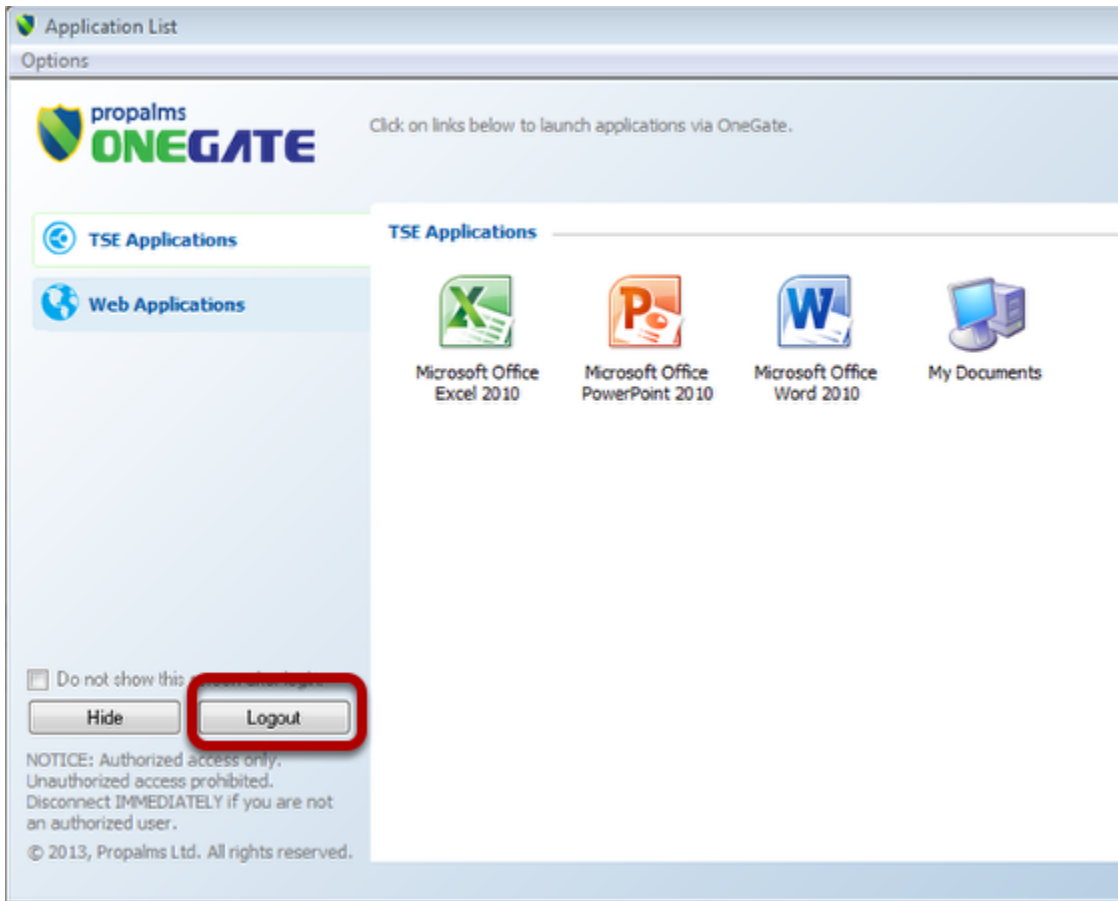 Application List
Options
propalms
ONEGATE
Click on links below to launch applications via OneGate.
TSE Applications
Web Applications
TSE Applications
Microsoft Office
Excel 2010
Microsoft Office
PowerPoint 2010
Microsoft Office
Word 2010
My Documents
Do not show this
Hide
Logout
NOTICE: Authorized access only.
Unauthorized access prohibited.
Disconnect IMMEDIATELY if you are not
an authorized user.
© 2013, Propalms Ltd. All rights reserved.